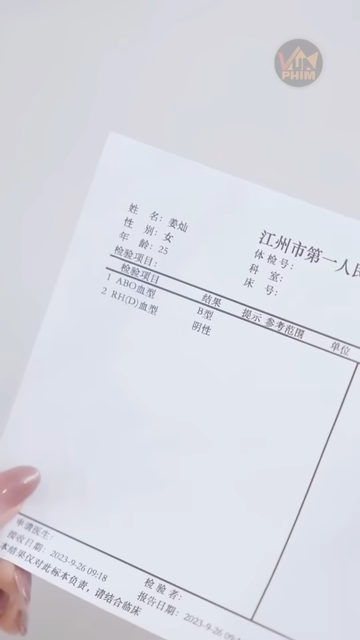 VƯN
PHIM
江州市第一人民
姓 名：姜灿
性 别：女
年 龄：25
体检号：
科 室：
床 号：
检验项目：
检验项目 结果 提示 参考范围 单位
1 ABO血型 B型
2 RH(D)血型 阴性
申请医生：
检验者：
接收日期：2023-9-26 09:18
报告日期：2023-9-26 09:
本结果仅对此标本负责，请结合临床